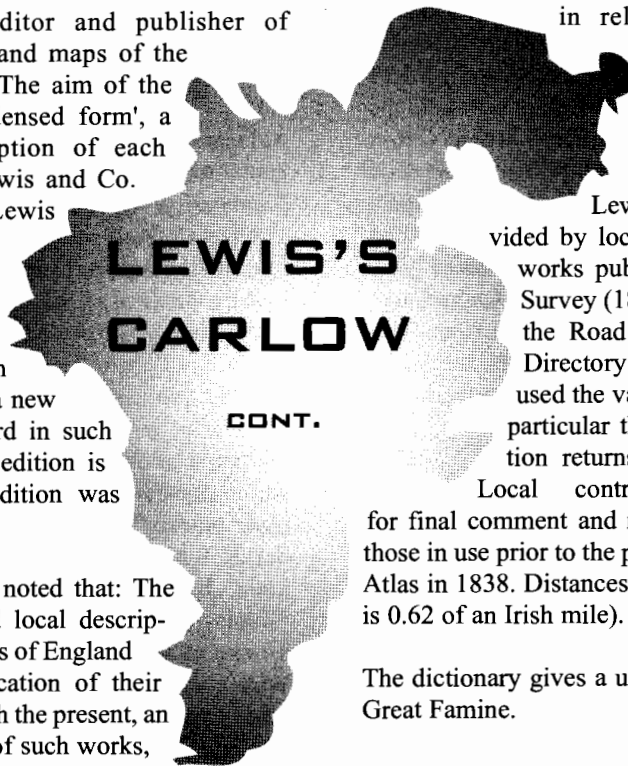 ditor and publisher of
and maps of the
The aim of the
ensed form', a
ption of each
wis and Co.
Lewis
n
a new
rd in such
edition is
dition was
noted that: The
local descrip-
s of England
cation of their
h the present, an
of such works,
LEWIS'S
CARLOW
CONT.
in rel
Lew
vided by loc
works pub
Survey (18
the Road
Directory
used the va
particular th
tion returns
Local contr
for final comment and
those in use prior to the p
Atlas in 1838. Distances
is 0.62 of an Irish mile).
The dictionary gives a u
Great Famine.